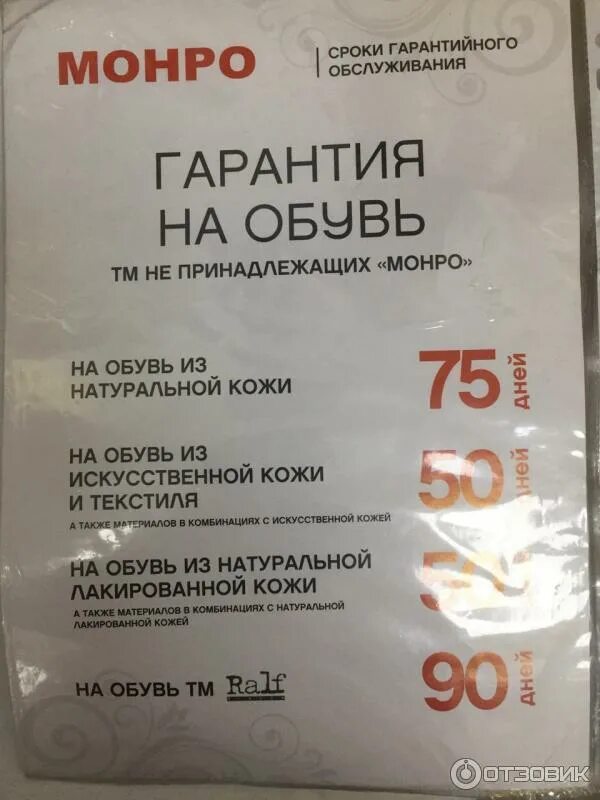 МОНРО
СРОКИ ГАРАНТИЙНОГО
ОБСЛУЖИВАНИЯ
ГАРАНТИЯ
НА ОБУВЬ
ТМ НЕ ПРИНАДЛЕЖАЩИХ «МОНРО»
НА ОБУВЬ ИЗ
НАТУРАЛЬНОЙ КОЖИ
75 дней
НА ОБУВЬ ИЗ
ИСКУССТВЕННОЙ КОЖИ
И ТЕКСТИЛЯ
А ТАКЖЕ МАТЕРИАЛОВ В КОМБИНАЦИЯХ С ИСКУССТВЕННОЙ КОЖЕЙ
50 дней
НА ОБУВЬ ИЗ НАТУРАЛЬНОЙ
ЛАКИРОВАННОЙ КОЖИ
А ТАКЖЕ МАТЕРИАЛОВ В КОМБИНАЦИЯХ С НАТУРАЛЬНОЙ
ЛАКИРОВАННОЙ КОЖЕЙ
50
НА ОБУВЬ ТМ Ralf
90 дней
ОТЗОВИК